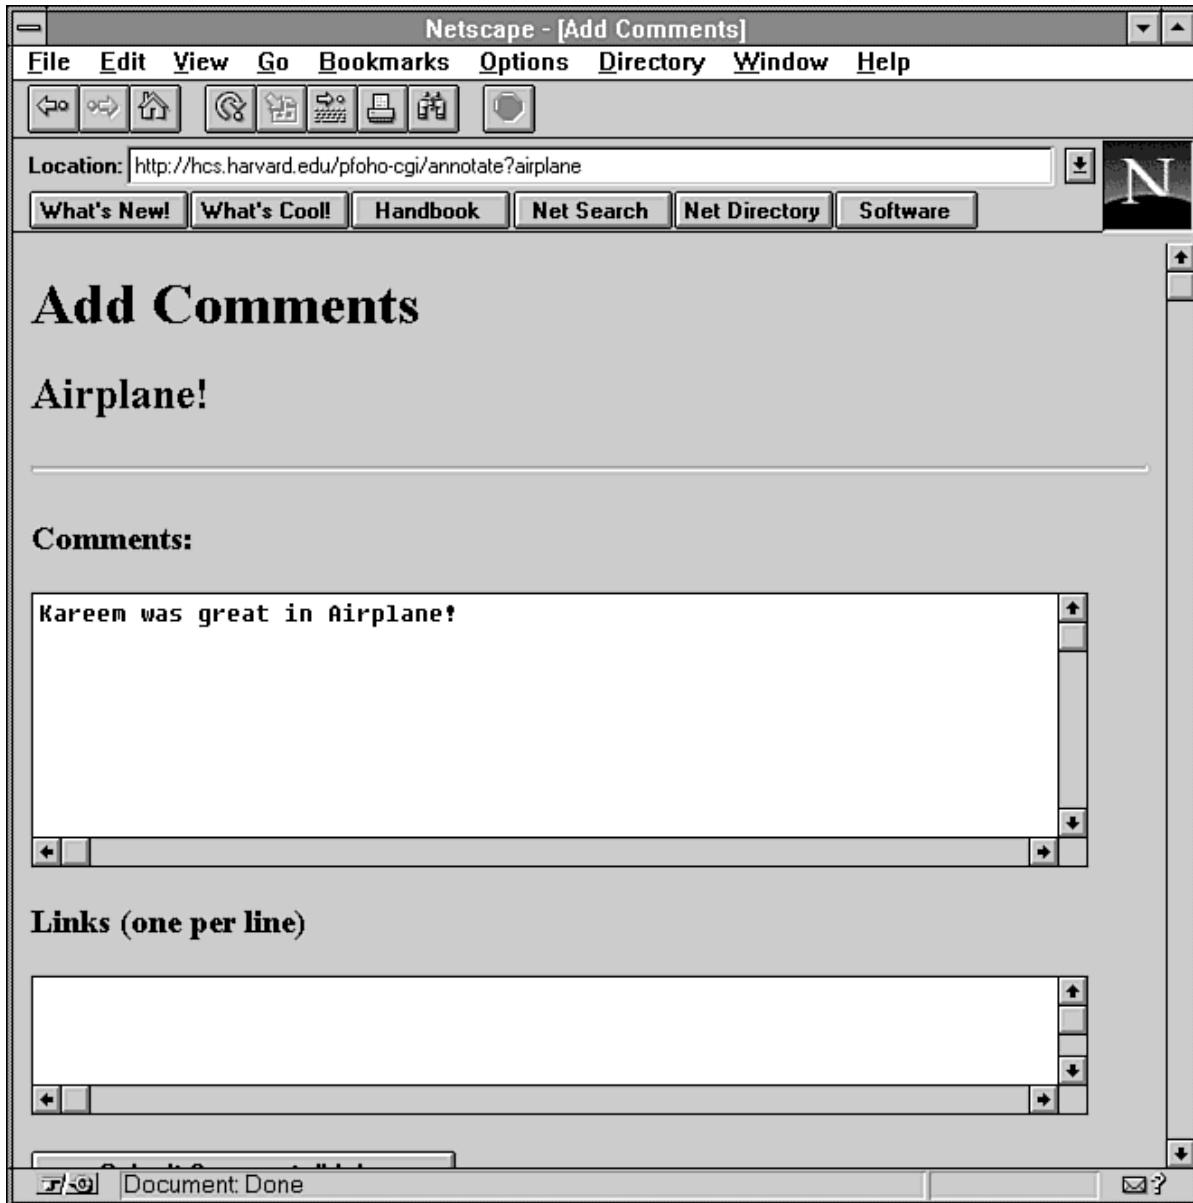 Netscape - [Add Comments]
File Edit View Go Bookmarks Options Directory Window Help
Location: http://hcs.harvard.edu/pfoho-cgi/annotate?airplane
N
What's New! What's Cool! Handbook Net Search Net Directory Software
Add Comments
Airplane!
Comments:
Kareem was great in Airplane!
Links (one per line)
Document: Done